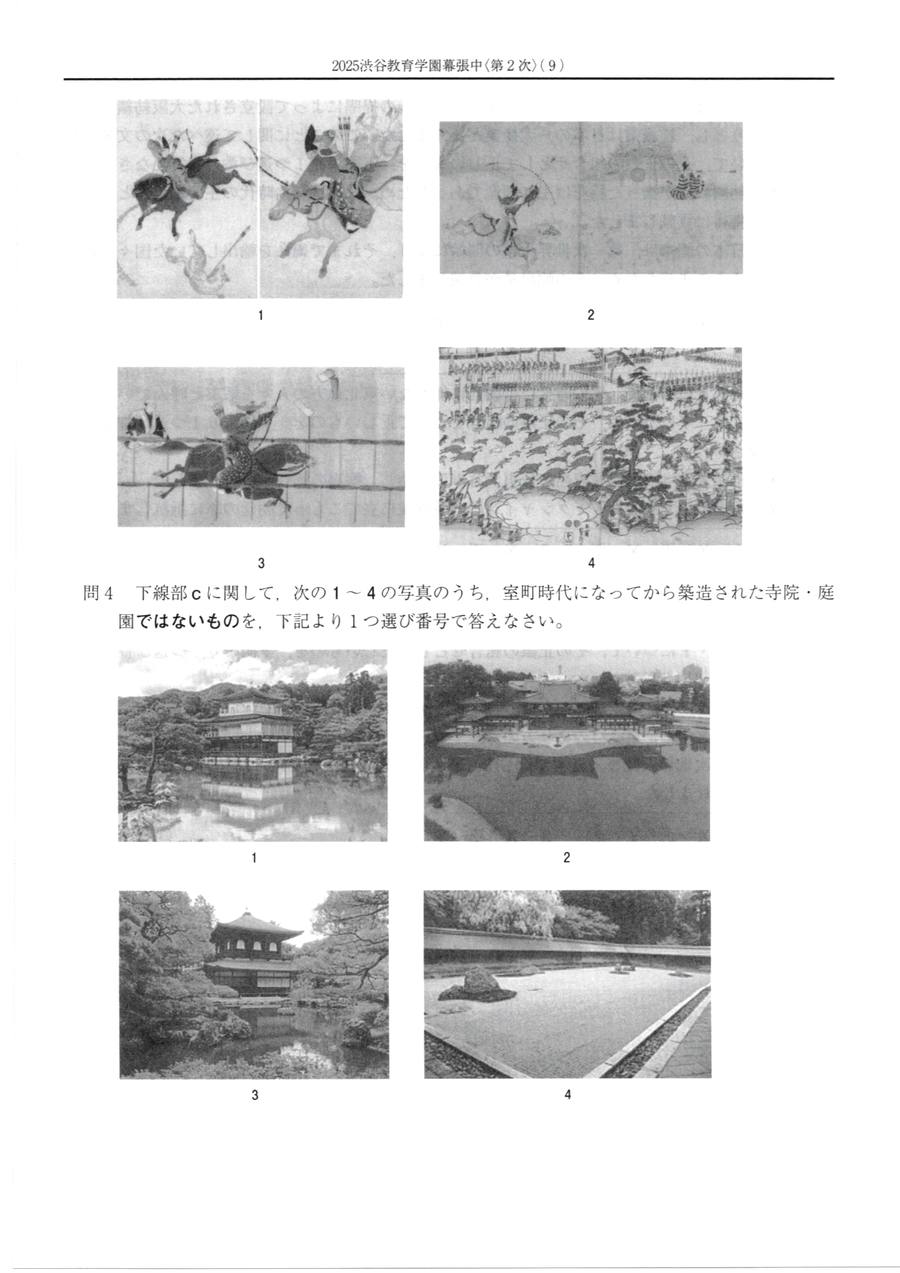 2025渋谷教育学園幕張中〈第2次〉(9)
1
2
3
4
問4 下線部cに関して，次の1～4の写真のうち，室町時代になってから築造された寺院・庭
園ではないものを，下記より1つ選び番号で答えなさい。
1
2
3
4